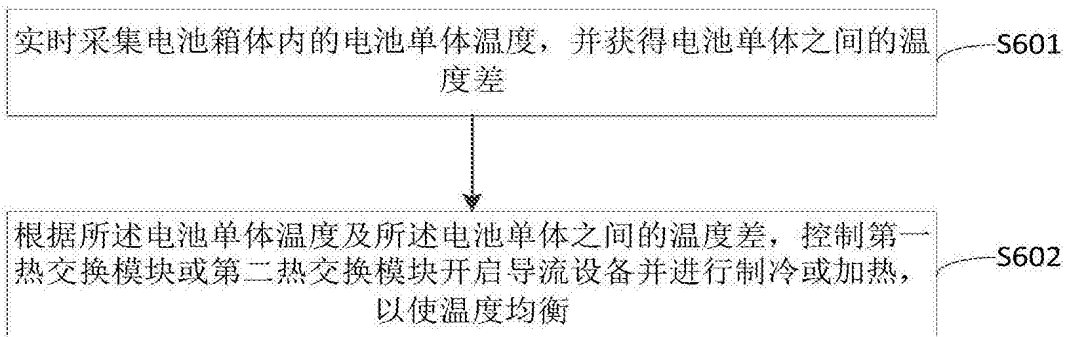 实时采集电池箱体内的电池单体温度，并获得电池单体之间的温
度差
S601
根据所述电池单体温度及所述电池单体之间的温度差，控制第一
热交换模块或第二热交换模块开启导流设备并进行制冷或加热，
以使温度均衡
S602